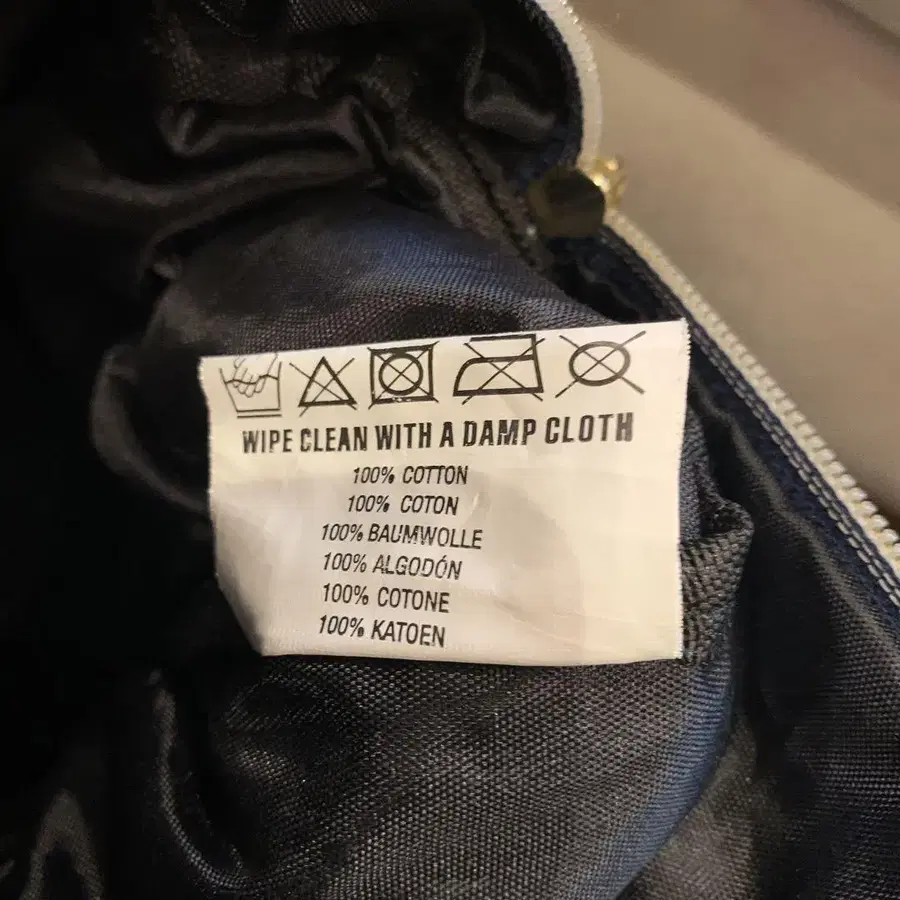 WIPE CLEAN WITH A DAMP CLOTH
100% COTTON
100% COTON
100% BAUMWOLLE
100% ALGODÓN
100% COTONE
100% KATOEN